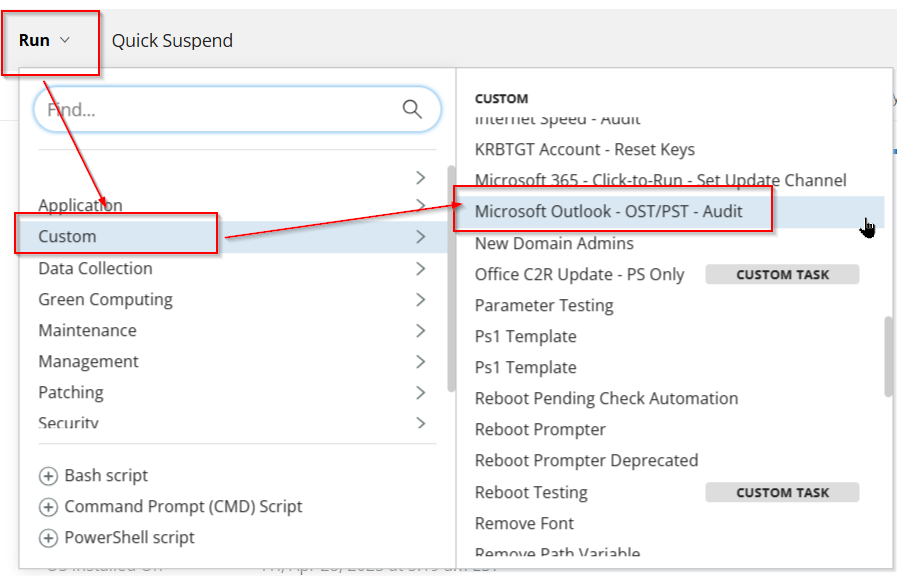 Run
Quick Suspend
Find...
Application
Custom
Data Collection
Green Computing
Maintenance
Management
Patching
Security
Bash script
Command Prompt (CMD) Script
PowerShell script
CUSTOM
Internet Speed - Audit
KRBTGT Account - Reset Keys
Microsoft 365 - Click-to-Run - Set Update Channel
Microsoft Outlook - OST/PST - Audit
New Domain Admins
Office C2R Update - PS Only CUSTOM TASK
Parameter Testing
Ps1 Template
Ps1 Template
Reboot Pending Check Automation
Reboot Prompter
Reboot Prompter Deprecated
Reboot Testing CUSTOM TASK
Remove Font
Remove Path Variable